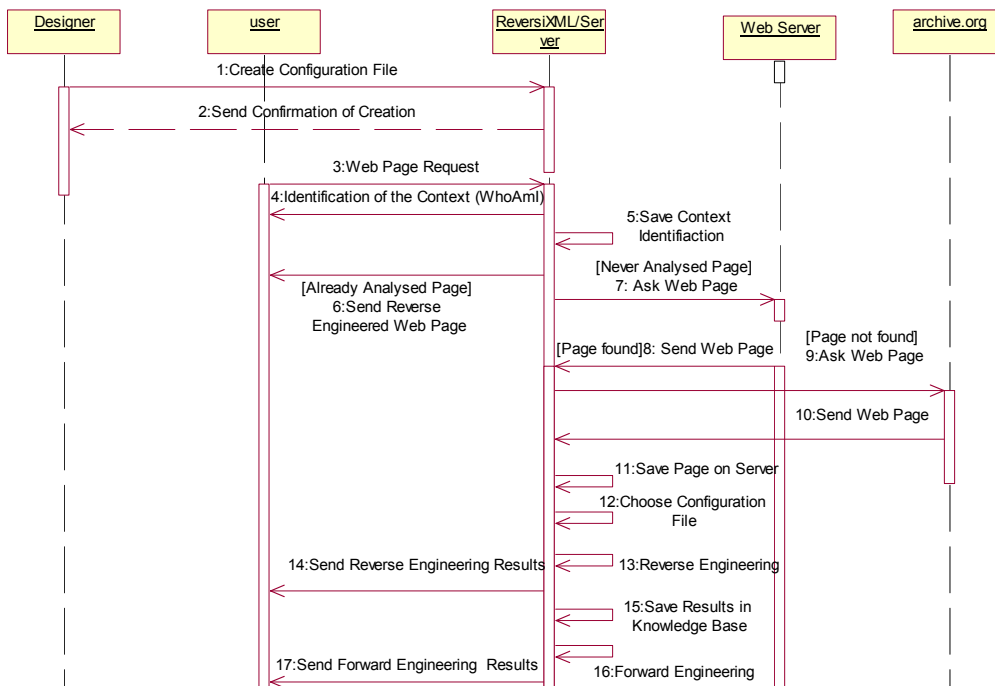 Designer
user
ReversiXML/Ser
ver
Web Server
archive.org
1:Create Configuration File
2:Send Confirmation of Creation
3:Web Page Request
4:Identification of the Context (WhoAmI)
5:Save Context
Identifiaction
[Already Analysed Page]
6:Send Reverse
Engineered Web Page
[Never Analysed Page]
7: Ask Web Page
[Page found]8: Send Web Page
[Page not found]
9:Ask Web Page
10:Send Web Page
11:Save Page on Server
12:Choose Configuration
File
13:Reverse Engineering
14:Send Reverse Engineering Results
15:Save Results in
Knowledge Base
16:Forward Engineering
17:Send Forward Engineering Results